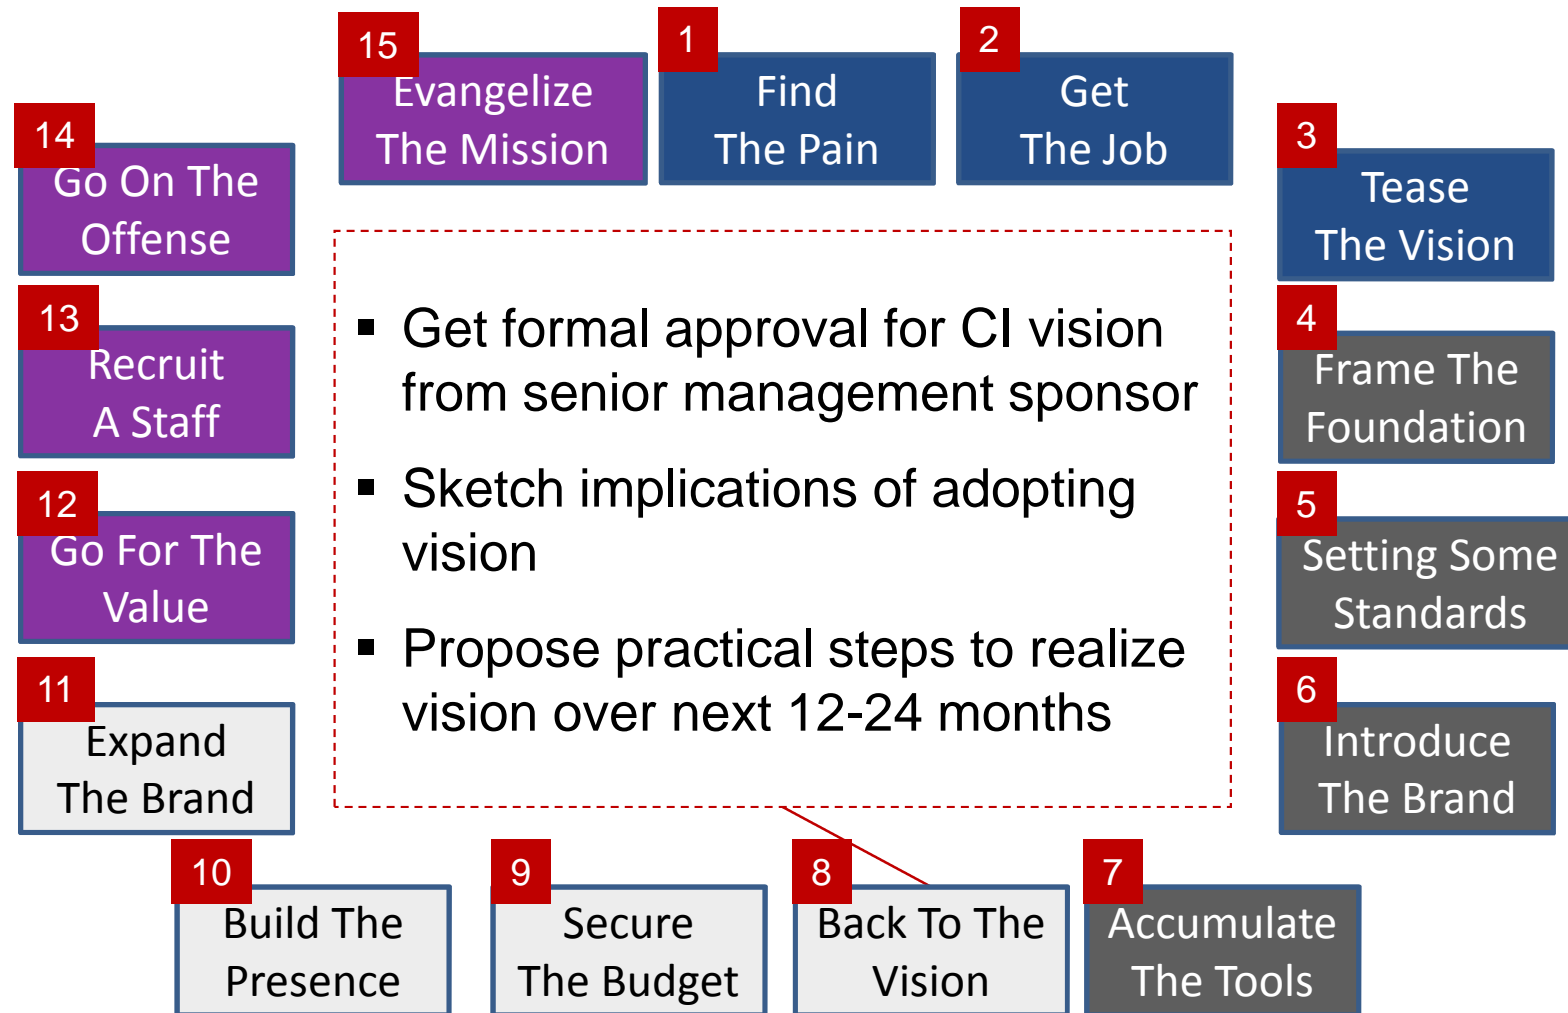 15
Evangelize
The Mission
1
Find
The Pain
2
Get
The Job
3
Tease
The Vision
4
Frame The
Foundation
5
Setting Some
Standards
6
Introduce
The Brand
7
Accumulate
The Tools
8
Back To The
Vision
9
Secure
The Budget
10
Build The
Presence
11
Expand
The Brand
12
Go For The
Value
13
Recruit
A Staff
14
Go On The
Offense
▪ Get formal approval for CI vision
from senior management sponsor
▪ Sketch implications of adopting
vision
▪ Propose practical steps to realize
vision over next 12-24 months